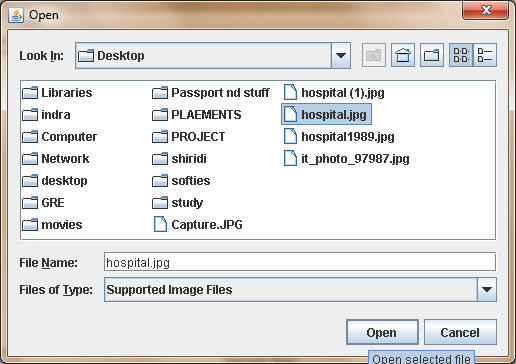 Open
Look In: Desktop
Libraries
indra
Computer
Network
desktop
GRE
movies
Passport nd stuff
PLAEMENTS
PROJECT
shiridi
softies
study
Capture.JPG
hospital (1).jpg
hospital.jpg
hospital1989.jpg
it_photo_97987.jpg
File Name: hospital.jpg
Files of Type: Supported Image Files
Open Cancel
Open selected file